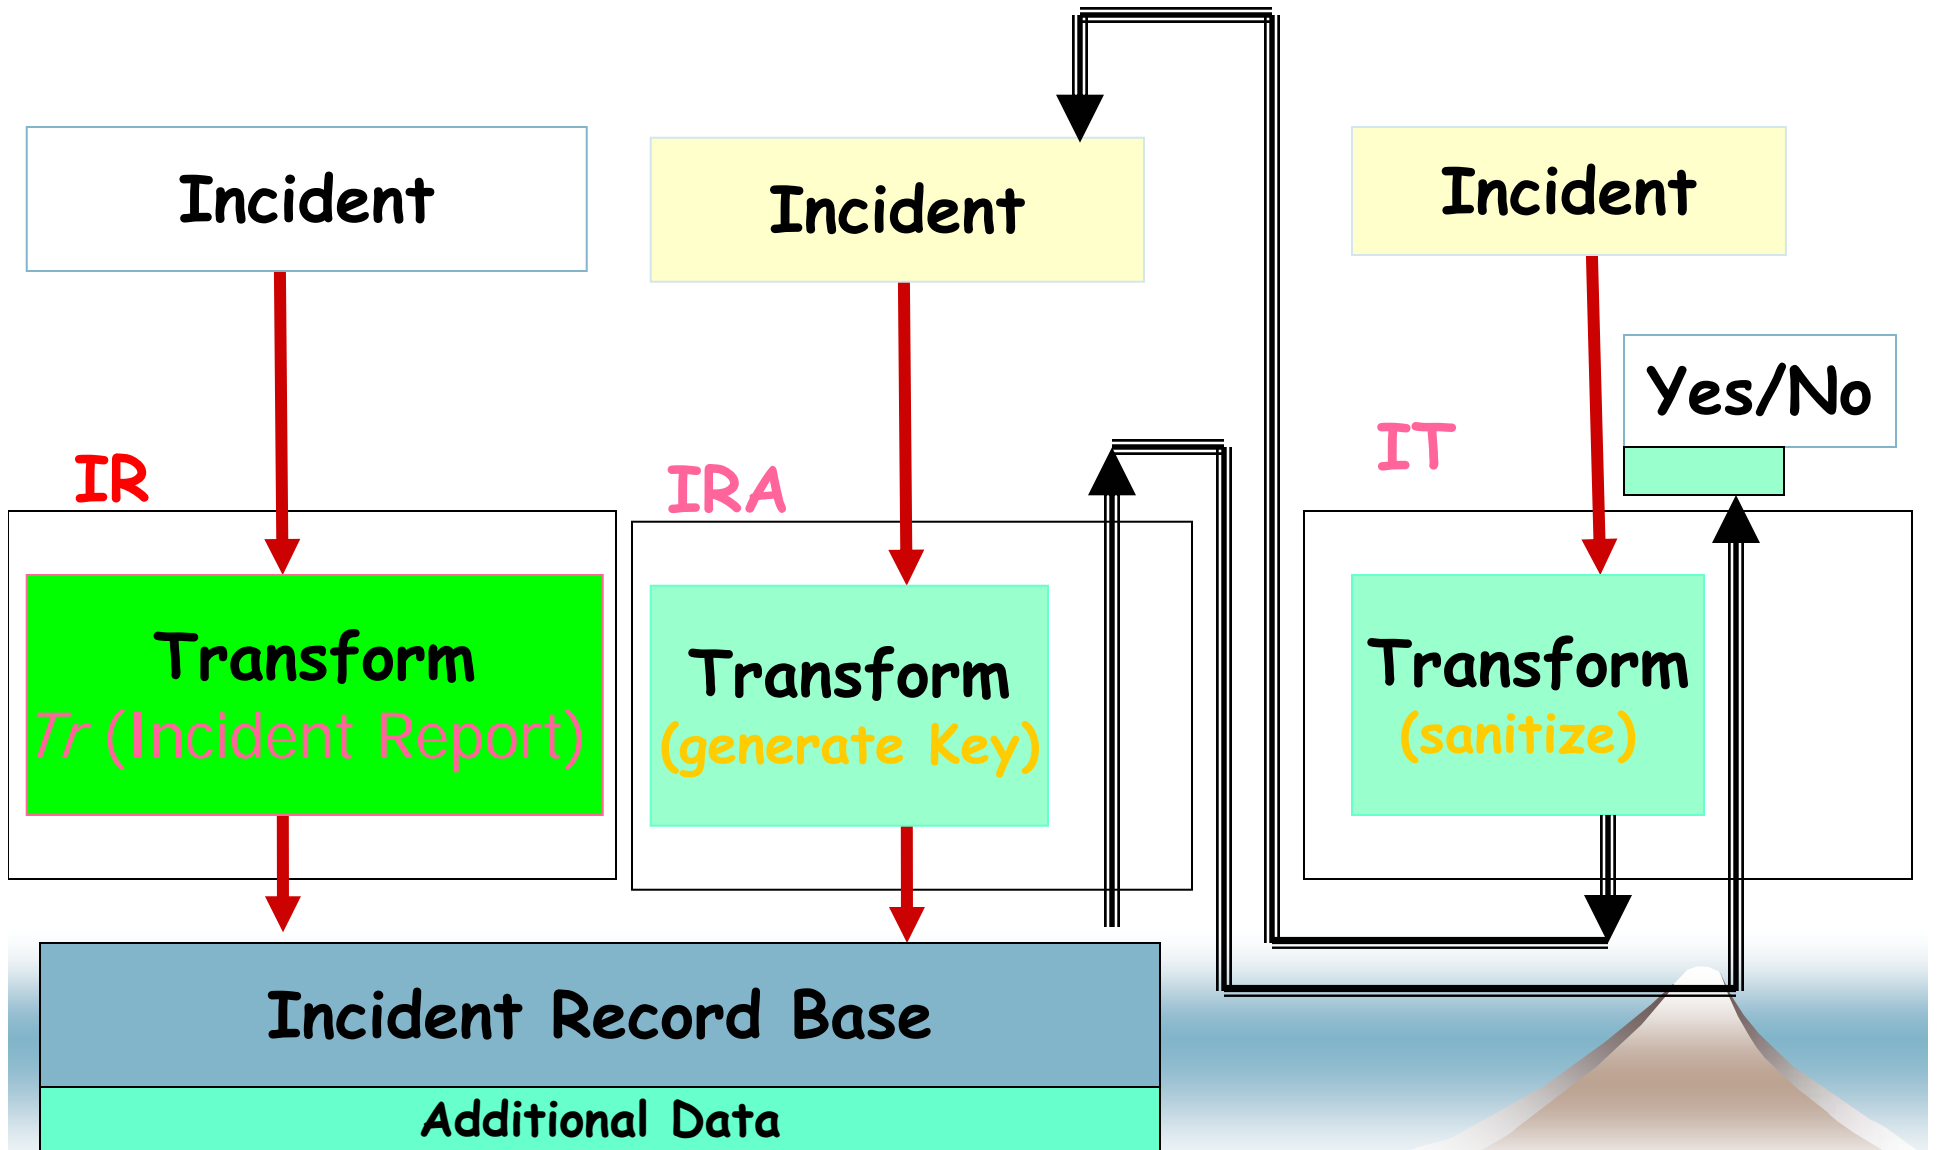 Incident
Incident
Incident
Yes/No
IR
IRA
IT
Transform
Tr (Incident Report)
Transform
(generate Key)
Transform
(sanitize)
Incident Record Base
Additional Data